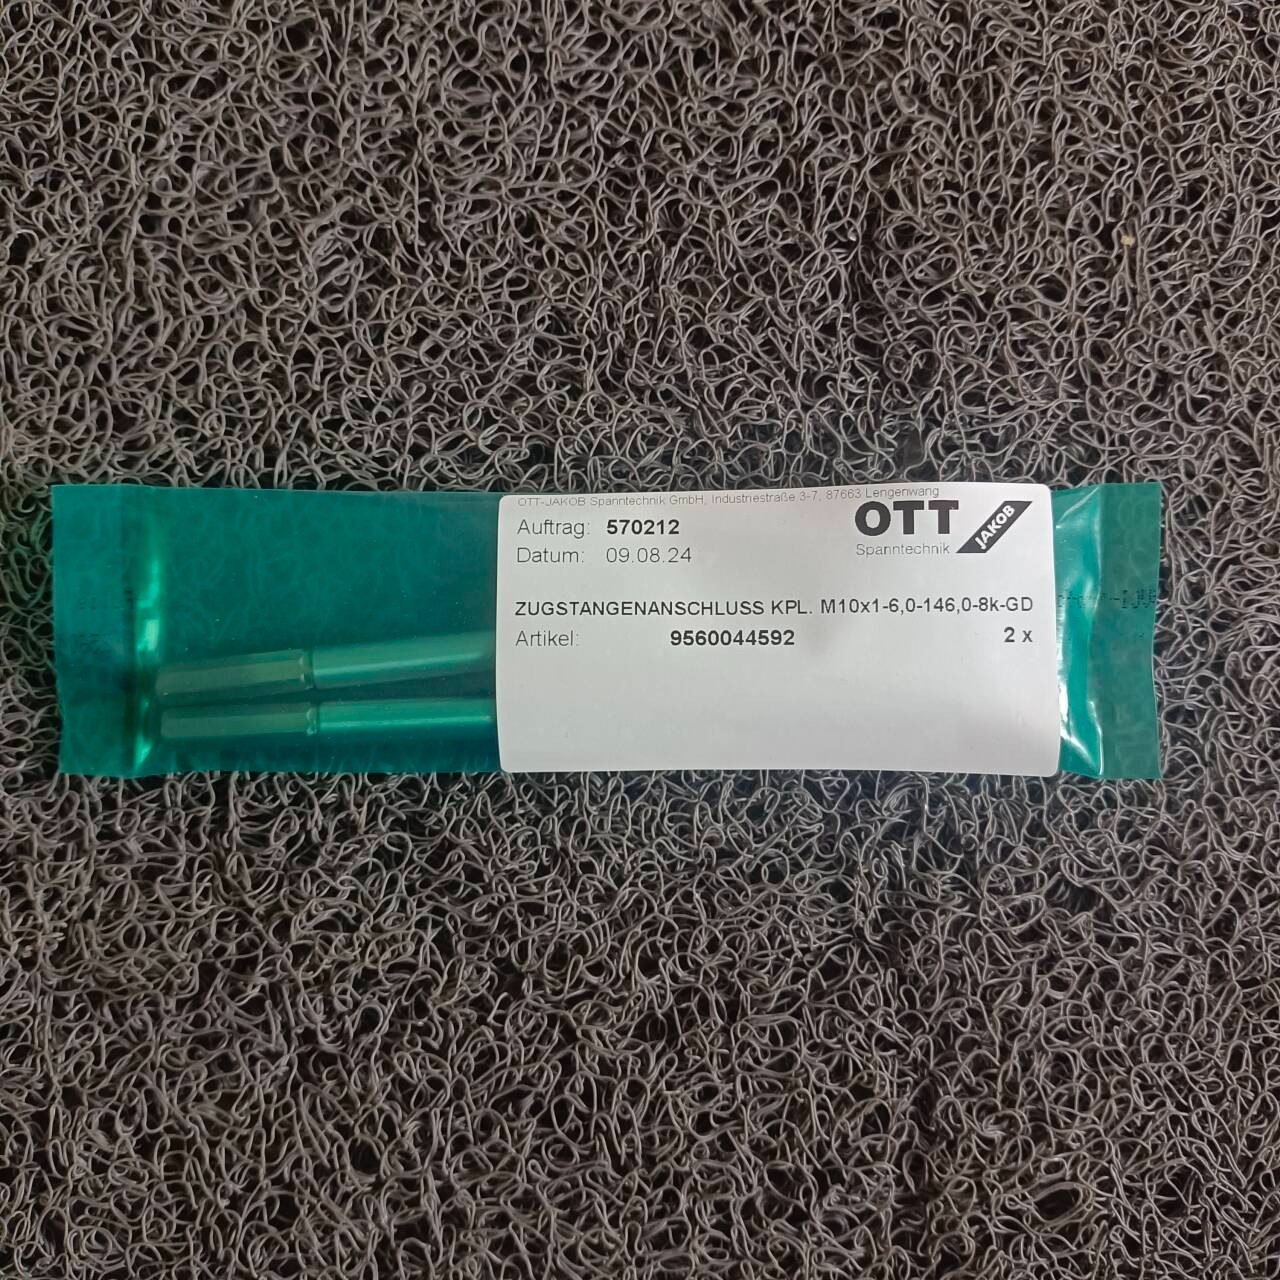 OTT-JAKOB Spanntechnik GmbH, Industriestraße 3-7, 87663 Lengenwang
Auftrag: 570212
Datum: 09.08.24
OTT
JAKOB
Spanntechnik
ZUGSTANGENANSCHLUSS KPL. M10x1-6,0-146,0-8k-GD
Artikel: 9560044592 2 x